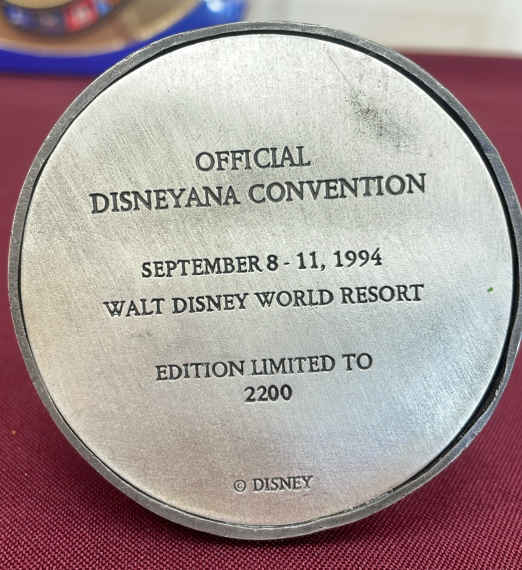 OFFICIAL
DISNEYANA CONVENTION
SEPTEMBER 8 - 11, 1994
WALT DISNEY WORLD RESORT
EDITION LIMITED TO
2200
© DISNEY